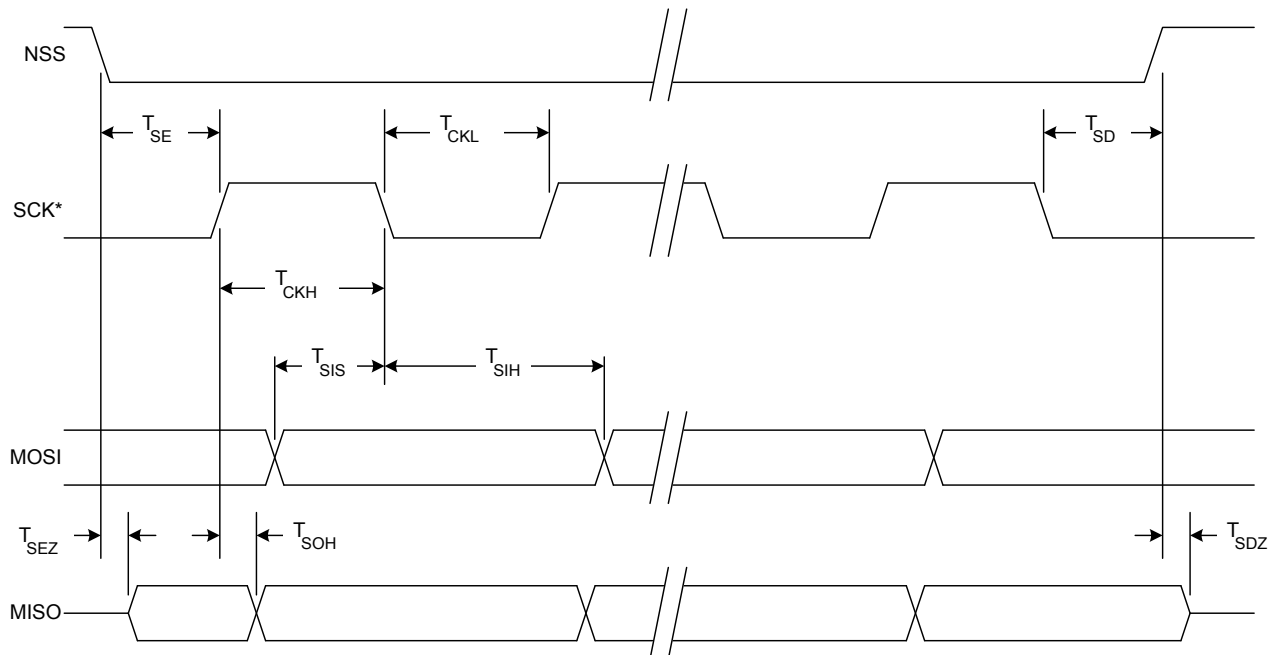 NSS
T_SE
T_CKL
T_SD
SCK*
T_CKH
T_SIS
T_SIH
MOSI
T_SEZ
T_SOH
T_SDZ
MISO